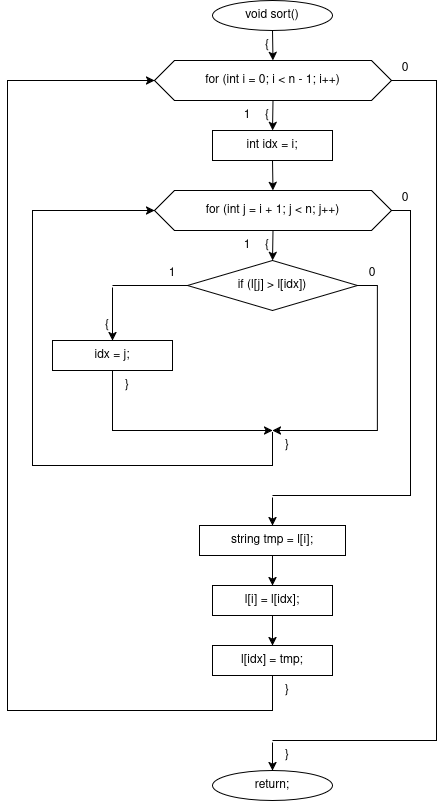 void sort()
{
for (int i = 0; i < n - 1; i++)
0
1 {
int idx = i;
for (int j = i + 1; j < n; j++)
0
1 {
if (l[j] > l[idx])
1
0
{
idx = j;
}
}
string tmp = l[i];
l[i] = l[idx];
l[idx] = tmp;
}
}
return;